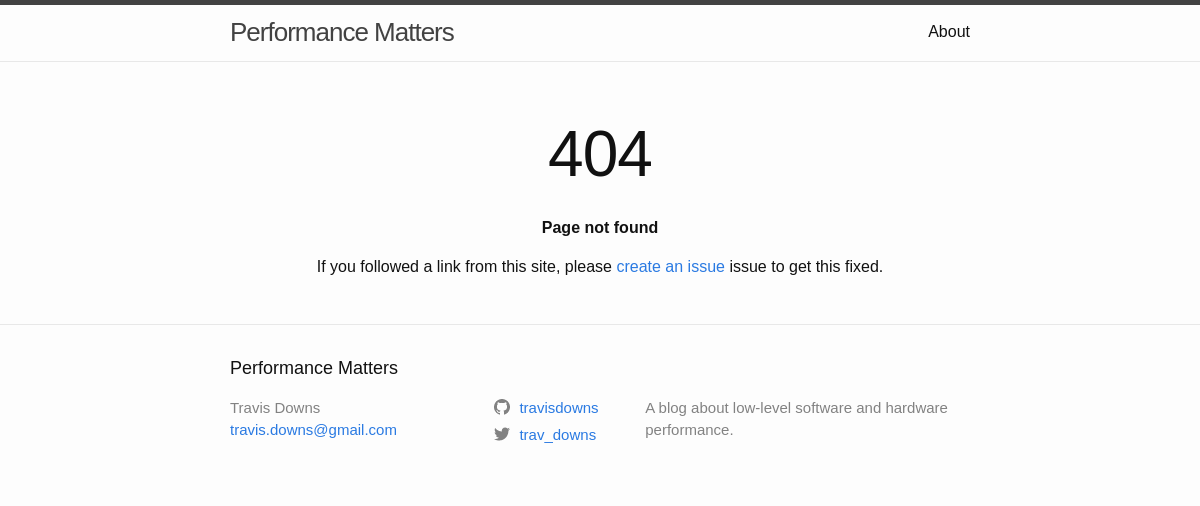 Performance Matters
About
404
Page not found
If you followed a link from this site, please create an issue issue to get this fixed.
Performance Matters
Travis Downs
travis.downs@gmail.com
travisdowns
trav_downs
A blog about low-level software and hardware
performance.